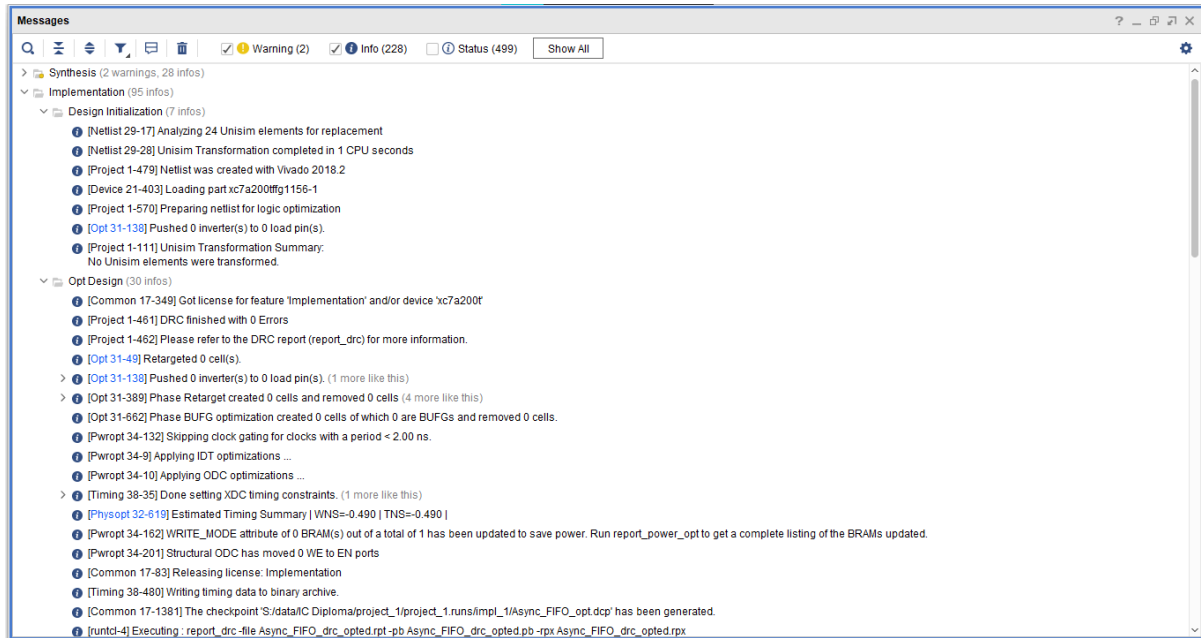 Messages
Warning (2) Info (228) Status (499) Show All
Synthesis (2 warnings, 28 infos)
Implementation (95 infos)
Design Initialization (7 infos)
[Netlist 29-17] Analyzing 24 Unisim elements for replacement
[Netlist 29-28] Unisim Transformation completed in 1 CPU seconds
[Project 1-479] Netlist was created with Vivado 2018.2
[Device 21-403] Loading part xc7a200tffg1156-1
[Project 1-570] Preparing netlist for logic optimization
[Opt 31-138] Pushed 0 inverter(s) to 0 load pin(s).
[Project 1-111] Unisim Transformation Summary:
No Unisim elements were transformed.
Opt Design (30 infos)
[Common 17-349] Got license for feature 'Implementation' and/or device 'xc7a200t'
[Project 1-461] DRC finished with 0 Errors
[Project 1-462] Please refer to the DRC report (report_drc) for more information.
[Opt 31-49] Retargeted 0 cell(s).
[Opt 31-138] Pushed 0 inverter(s) to 0 load pin(s). (1 more like this)
[Opt 31-389] Phase Retarget created 0 cells and removed 0 cells (4 more like this)
[Opt 31-662] Phase BUFG optimization created 0 cells of which 0 are BUFGs and removed 0 cells.
[Pwropt 34-132] Skipping clock gating for clocks with a period < 2.00 ns.
[Pwropt 34-9] Applying IDT optimizations ...
[Pwropt 34-10] Applying ODC optimizations ...
[Timing 38-35] Done setting XDC timing constraints. (1 more like this)
[Physopt 32-619] Estimated Timing Summary | WNS=-0.490 | TNS=-0.490 |
[Pwropt 34-162] WRITE_MODE attribute of 0 BRAM(s) out of a total of 1 has been updated to save power. Run report_power_opt to get a complete listing of the BRAMs updated.
[Pwropt 34-201] Structural ODC has moved 0 WE to EN ports
[Common 17-83] Releasing license: Implementation
[Timing 38-480] Writing timing data to binary archive.
[Common 17-1381] The checkpoint 'S:/data/IC Diploma/project_1/project_1.runs/impl_1/Async_FIFO_opt.dcp' has been generated.
[runtcl-4] Executing : report_drc -file Async_FIFO_drc_opted.rpt -pb Async_FIFO_drc_opted.pb -rpx Async_FIFO_drc_opted.rpx